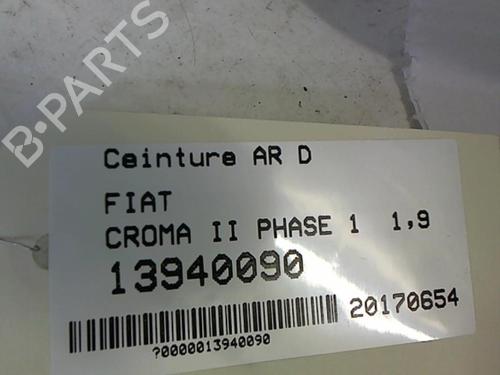 B-PARTS
Ceinture AR D
FIAT
CROMA II PHASE 1 1,9
13940090
20170654
?0000013940090